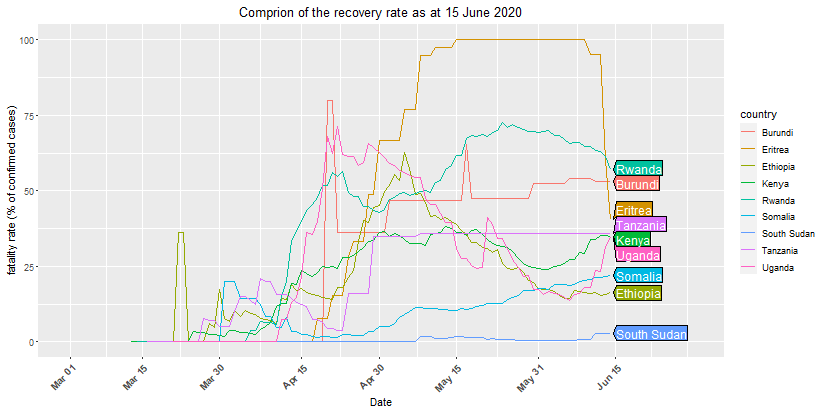 Comprion of the recovery rate as at 15 June 2020
fatality rate (% of confirmed cases)
100
75
50
25
0
Rwanda
Burundi
Eritrea
Tanzania
Kenya
Uganda
Somalia
Ethiopia
South Sudan
Mar 01
Mar 15
Mar 30
Apr 15
Apr 30
May 15
May 31
Jun 15
Date
country
Burundi
Eritrea
Ethiopia
Kenya
Rwanda
Somalia
South Sudan
Tanzania
Uganda